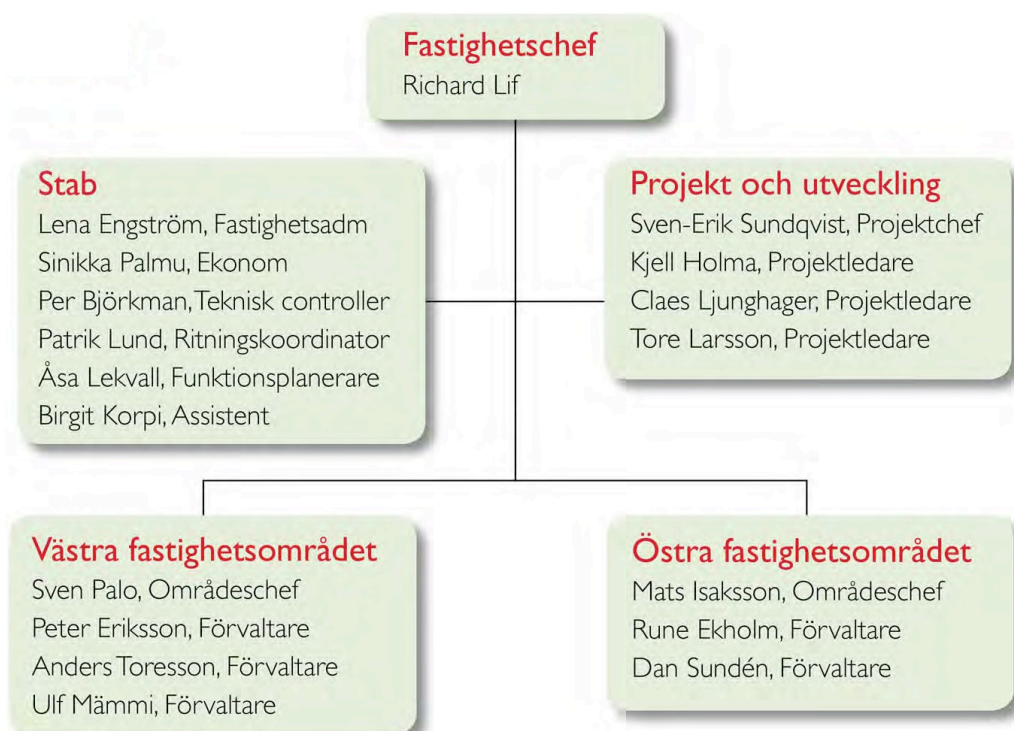 Fastighetschef
Richard Lif
Stab
Lena Engström, Fastighetsadm
Sinikka Palmu, Ekonom
Per Björkman, Teknisk controller
Patrik Lund, Ritningskoordinator
Åsa Lekvall, Funktionsplanerare
Birgit Korpi, Assistent
Projekt och utveckling
Sven-Erik Sundqvist, Projektchef
Kjell Holma, Projektledare
Claes Ljunghager, Projektledare
Tore Larsson, Projektledare
Västra fastighetsområdet
Sven Palo, Områdeschef
Peter Eriksson, Förvaltare
Anders Toresson, Förvaltare
Ulf Mämmi, Förvaltare
Östra fastighetsområdet
Mats Isaksson, Områdeschef
Rune Ekholm, Förvaltare
Dan Sundén, Förvaltare